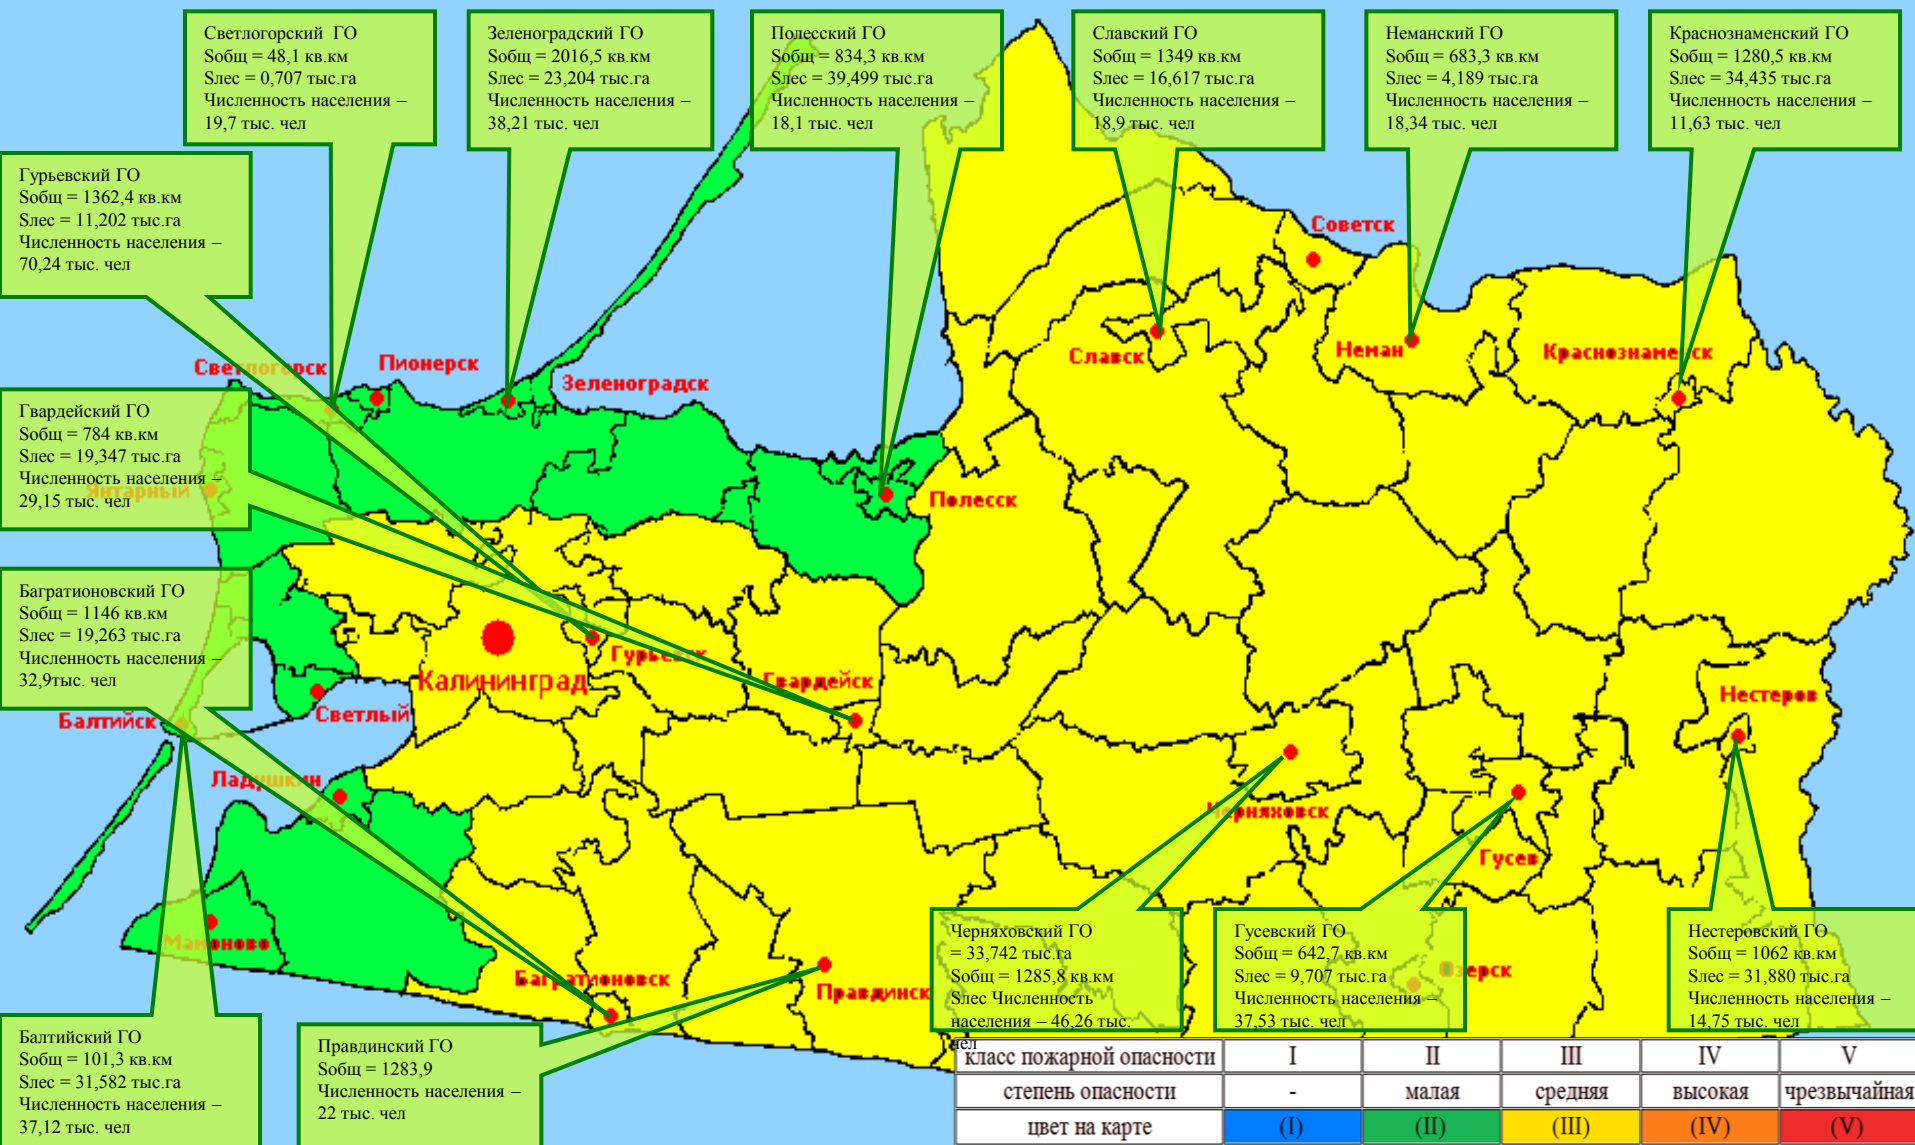 Светлогорский ГО
Sобщ = 48,1 кв.км
Sлес = 0,707 тыс.га
Численность населения –
19,7 тыс. чел
Зеленоградский ГО
Sобщ = 2016,5 кв.км
Sлес = 23,204 тыс.га
Численность населения –
38,21 тыс. чел
Полесский ГО
Sобщ = 834,3 кв.км
Sлес = 39,499 тыс.га
Численность населения –
18,1 тыс. чел
Славский ГО
Sобщ = 1349 кв.км
Sлес = 16,617 тыс.га
Численность населения –
18,9 тыс. чел
Неманский ГО
Sобщ = 683,3 кв.км
Sлес = 4,189 тыс.га
Численность населения –
18,34 тыс. чел
Краснознаменский ГО
Sобщ = 1280,5 кв.км
Sлес = 34,435 тыс.га
Численность населения –
11,63 тыс. чел
Гурьевский ГО
Sобщ = 1362,4 кв.км
Sлес = 11,202 тыс.га
Численность населения –
70,24 тыс. чел
Советск
Светлогорск
Пионерск
Зеленоградск
Славск
Неман
Краснознаменск
Гвардейский ГО
Sобщ = 784 кв.км
Sлес = 19,347 тыс.га
Численность населения –
29,15 тыс. чел
Янтарный
Полесск
Багратионовский ГО
Sобщ = 1146 кв.км
Sлес = 19,263 тыс.га
Численность населения –
32,9тыс. чел
Гурьевск
Калининград
Гвардейск
Нестеров
Балтийск
Светлый
Ладушкин
Черняховск
Гусев
Мамоново
Багратионовск
Правдинск
Озерск
Черняховский ГО
= 33,742 тыс.га
Sобщ = 1285,8 кв.км
Sлес Численность
населения – 46,26 тыс.
чел
Гусевский ГО
Sобщ = 642,7 кв.км
Sлес = 9,707 тыс.га
Численность населения –
37,53 тыс. чел
Нестеровский ГО
Sобщ = 1062 кв.км
Sлес = 31,880 тыс.га
Численность населения –
14,75 тыс. чел
Балтийский ГО
Sобщ = 101,3 кв.км
Sлес = 31,582 тыс.га
Численность населения –
37,12 тыс. чел
Правдинский ГО
Sобщ = 1283,9
Численность населения –
22 тыс. чел
класс пожарной опасности I II III IV V
степень опасности - малая средняя высокая чрезвычайная
цвет на карте (I) (II) (III) (IV) (V)